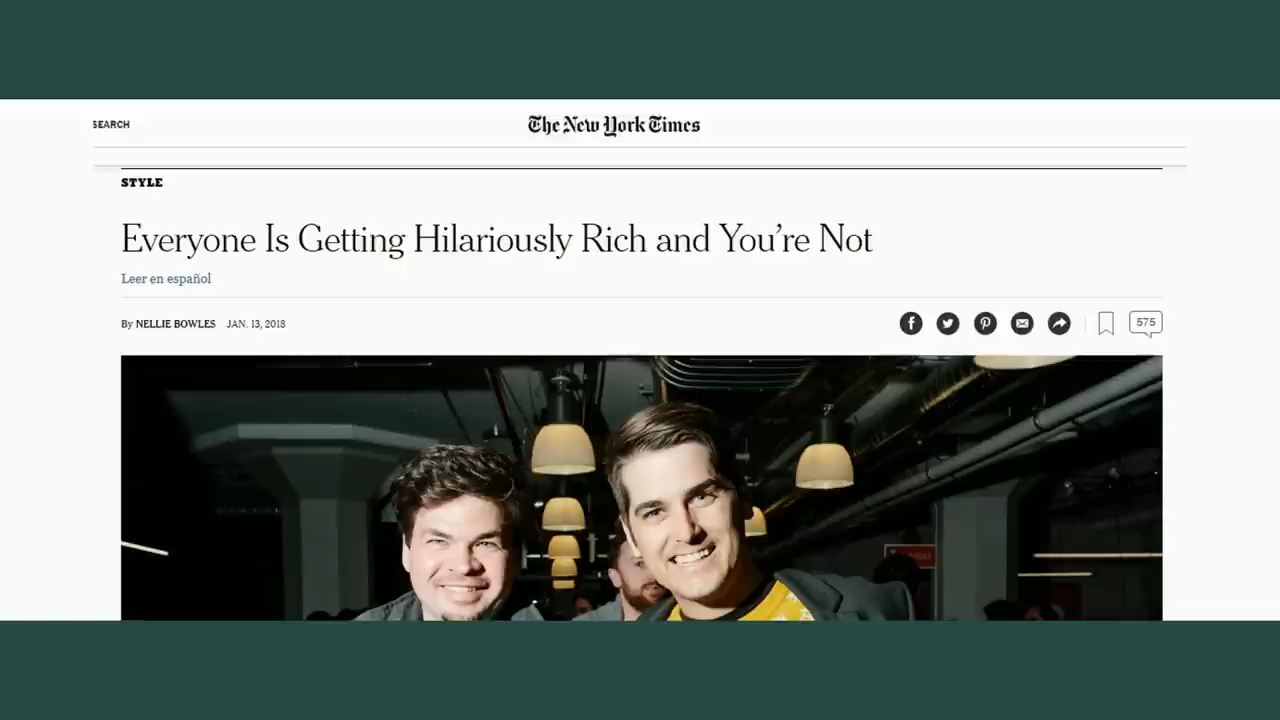 SEARCH
The New York Times
STYLE
Everyone Is Getting Hilariously Rich and You're Not
Leer en español
By NELLIE BOWLES JAN. 13, 2018
575